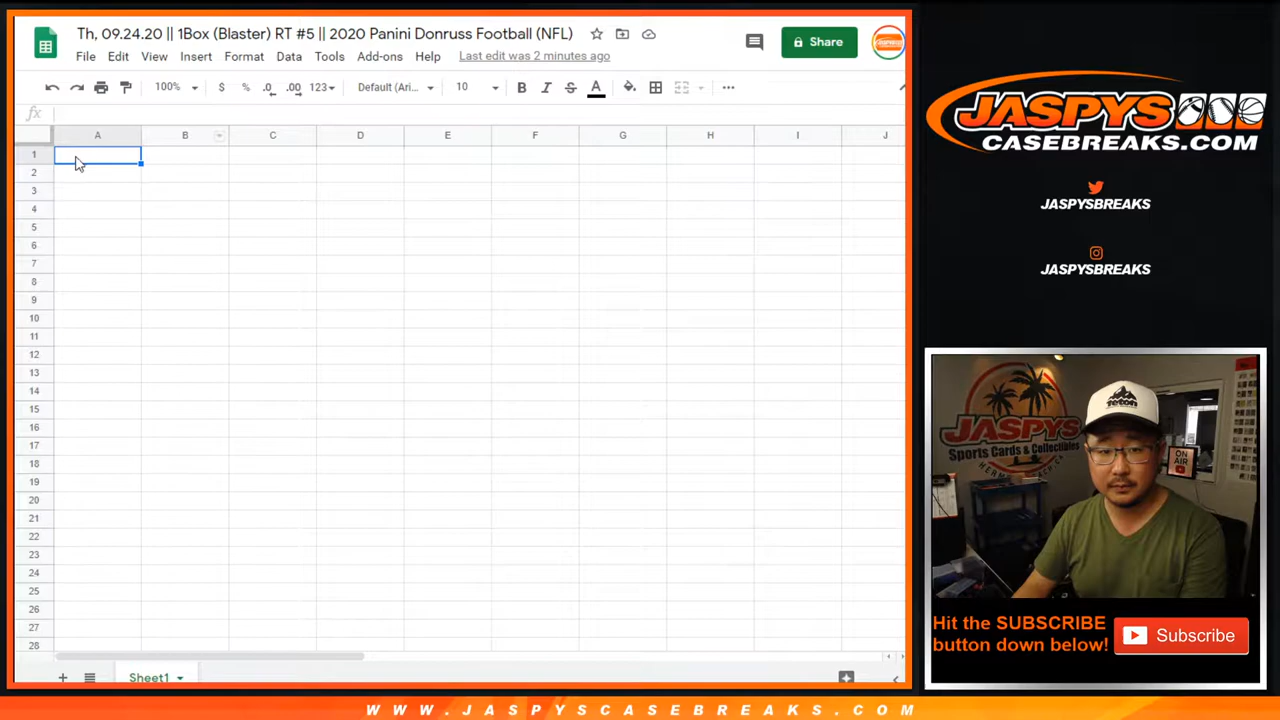 Th, 09.24.20 || 1Box (Blaster) RT #5 || 2020 Panini Donruss Football (NFL)
File Edit View Insert Format Data Tools Add-ons Help Last edit was 2 minutes ago
Share
100% $ % .0 .00 123 Default (Ari... 10 B I S A
fx
A B C D E F G H I J
1
2
3
4
5
6
7
8
9
10
11
12
13
14
15
16
17
18
19
20
21
22
23
24
25
26
27
28
Sheet1
JASPYS
CASEBREAKS.COM
JASPYSBREAKS
JASPYSBREAKS
JASPYS
Sports Cards & Collectibles
TETON
ON AIR
Hit the SUBSCRIBE
button down below!
Subscribe
WWW.JASPYSCASEBREAKS.COM